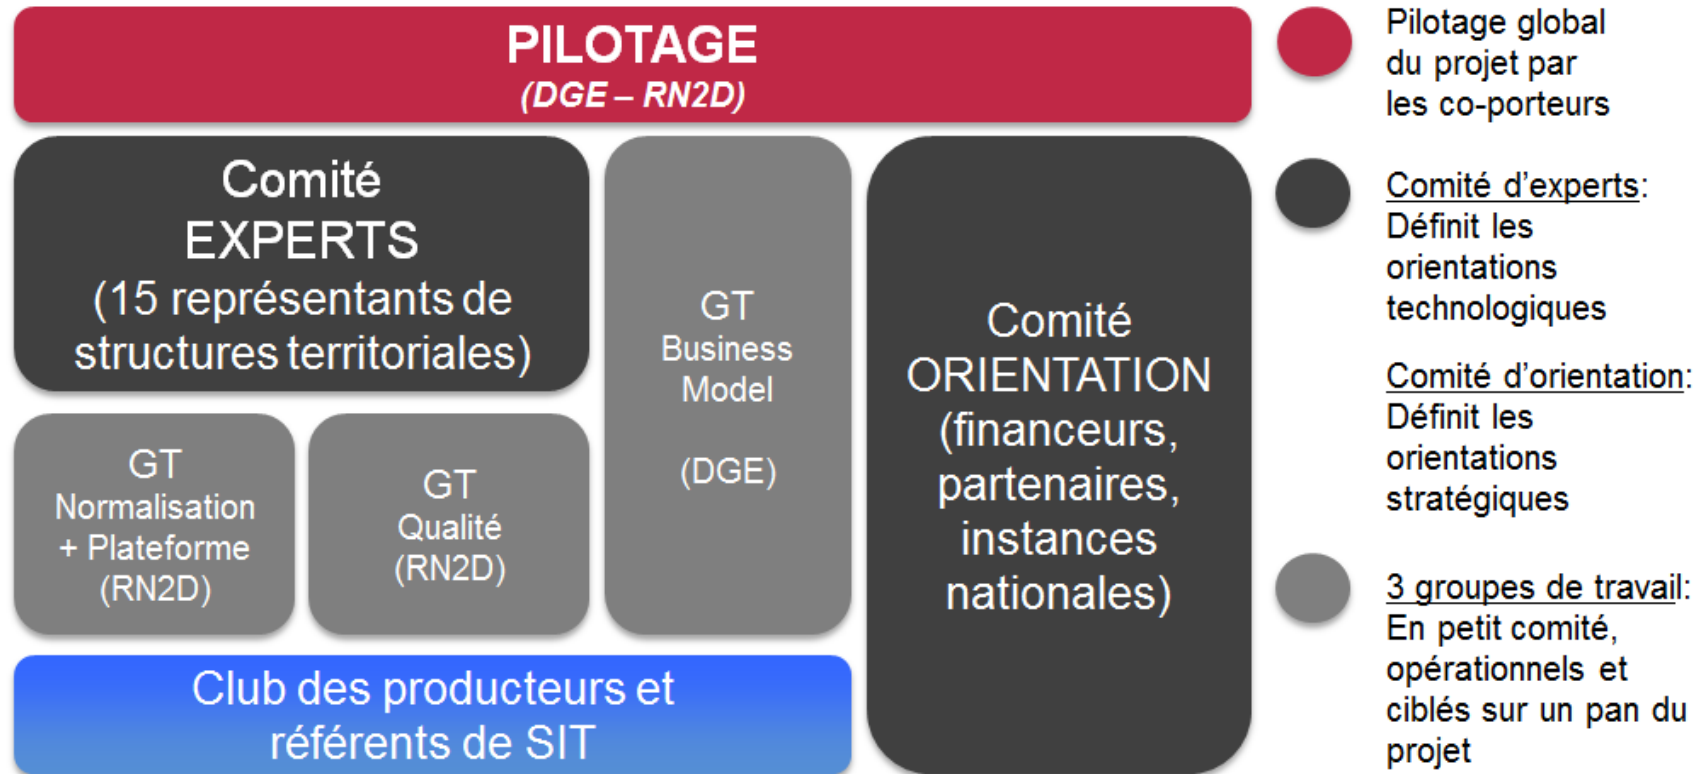 PILOTAGE
(DGE – RN2D)
Comité
EXPERTS
(15 représentants de
structures territoriales)
GT
Normalisation
+ Plateforme
(RN2D)
GT
Qualité
(RN2D)
GT
Business
Model
(DGE)
Comité
ORIENTATION
(financeurs,
partenaires,
instances
nationales)
Club des producteurs et
référents de SIT
Pilotage global
du projet par
les co-porteurs
Comité d'experts:
Définit les
orientations
technologiques
Comité d'orientation:
Définit les
orientations
stratégiques
3 groupes de travail:
En petit comité,
opérationnels et
ciblés sur un pan du
projet